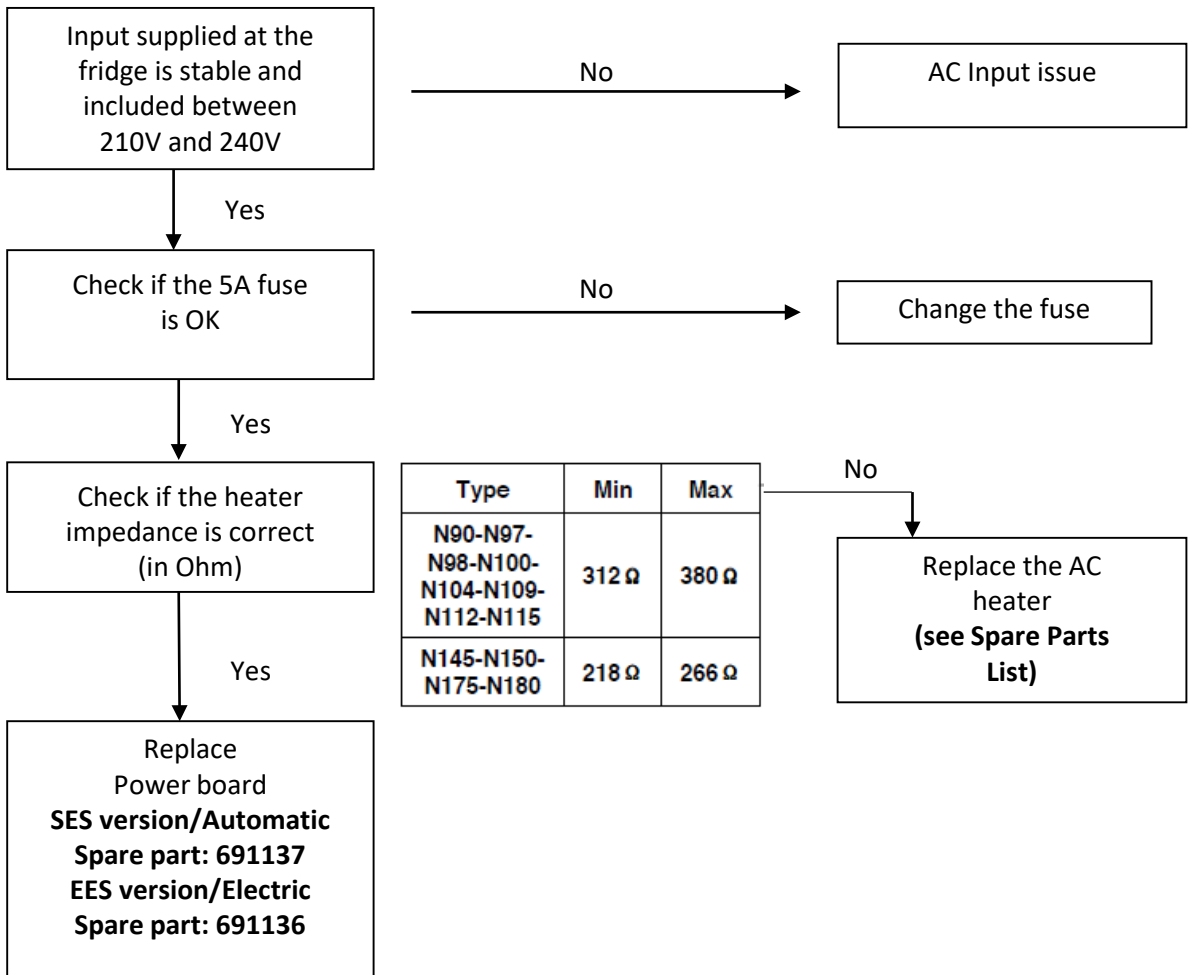 Input supplied at the
fridge is stable and
included between
210V and 240V
No
AC Input issue
Yes
Check if the 5A fuse
is OK
No
Change the fuse
Yes
Check if the heater
impedance is correct
(in Ohm)
Type Min Max
N90-N97-
N98-N100-
N104-N109-
N112-N115
312 Ω 380 Ω
N145-N150-
N175-N180
218 Ω 266 Ω
No
Replace the AC
heater
(see Spare Parts
List)
Yes
Replace
Power board
SES version/Automatic
Spare part: 691137
EES version/Electric
Spare part: 691136